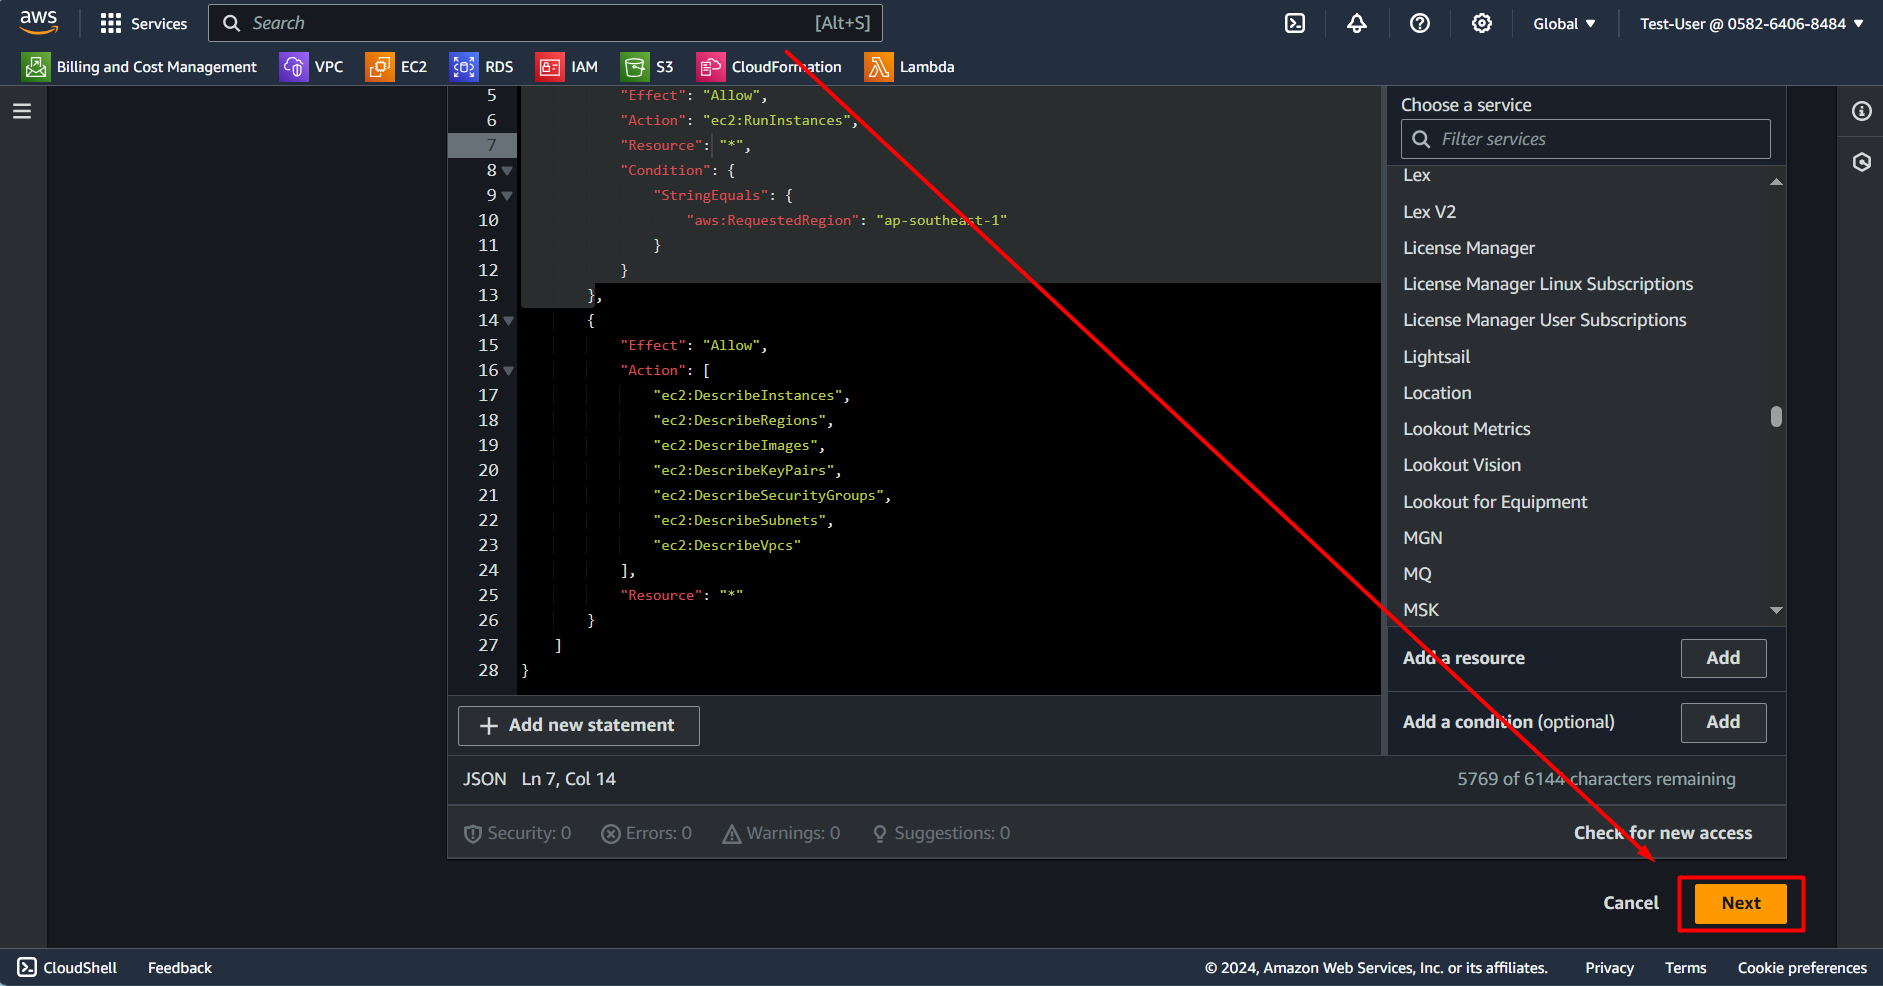 aws
Services
Search
[Alt+S]
Global
Test-User @ 0582-6406-8484
Billing and Cost Management
VPC
EC2
RDS
IAM
S3
CloudFormation
Lambda
5 "Effect": "Allow",
6 "Action": "ec2:RunInstances",
7 "Resource": "*",
8 "Condition": {
9 "StringEquals": {
10 "aws:RequestedRegion": "ap-southeast-1"
11 }
12 }
13 },
14 {
15 "Effect": "Allow",
16 "Action": [
17 "ec2:DescribeInstances",
18 "ec2:DescribeRegions",
19 "ec2:DescribeImages",
20 "ec2:DescribeKeyPairs",
21 "ec2:DescribeSecurityGroups",
22 "ec2:DescribeSubnets",
23 "ec2:DescribeVpcs"
24 ],
25 "Resource": "*"
26 }
27 ]
28 }
Add new statement
JSON Ln 7, Col 14
5769 of 6144 characters remaining
Security: 0
Errors: 0
Warnings: 0
Suggestions: 0
Check for new access
Choose a service
Filter services
Lex
Lex V2
License Manager
License Manager Linux Subscriptions
License Manager User Subscriptions
Lightsail
Location
Lookout Metrics
Lookout Vision
Lookout for Equipment
MGN
MQ
MSK
Add a resource
Add
Add a condition (optional)
Add
Cancel
Next
CloudShell
Feedback
© 2024, Amazon Web Services, Inc. or its affiliates.
Privacy
Terms
Cookie preferences